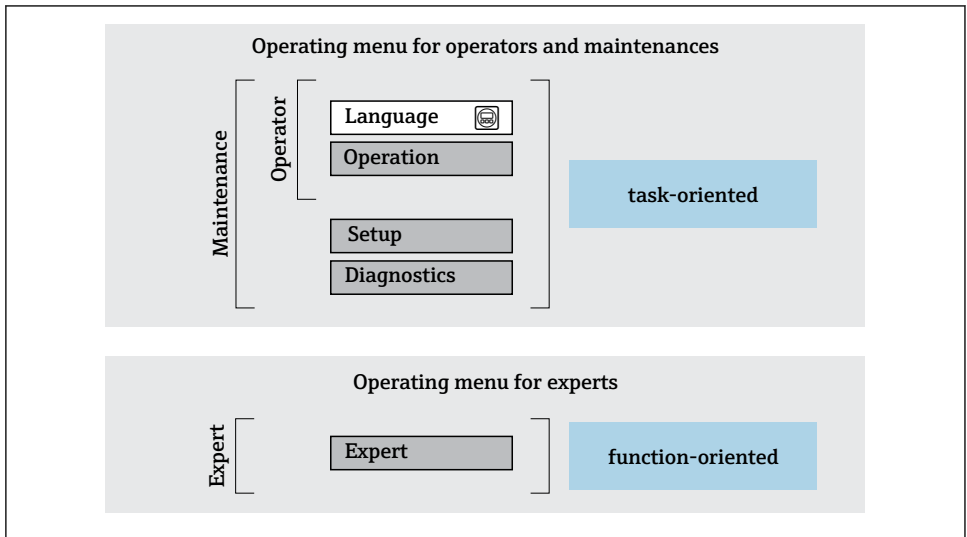 Operating menu for operators and maintenances
Maintenance
Operator
Language
Operation
Setup
Diagnostics
task-oriented
Operating menu for experts
Expert
Expert
function-oriented